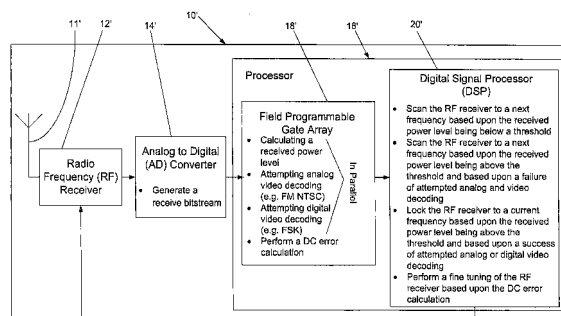 11'
12'
14'
10'
18'
18'
20'
Processor
Radio
Frequency (RF)
Receiver
Analog to Digital
(AD) Converter
• Generate a
receive bitstream
Field Programmable
Gate Array
• Calculating a
received power
level
• Attempting analog
video decoding
(e.g. FM NTSC)
• Attempting digital
video decoding
(e.g. FSK)
• Perform a DC error
calculation
In Parallel
Digital Signal Processor
(DSP)
• Scan the RF receiver to a next
frequency based upon the received
power level being below a threshold
• Scan the RF receiver to a next
frequency based upon the received
power level being above the
threshold and based upon a failure
of attempted analog and video
decoding
• Lock the RF receiver to a current
frequency based upon the received
power level being above the
threshold and based upon a success
of attempted analog or digital video
decoding
• Perform a fine tuning of the RF
receiver based upon the DC error
calculation